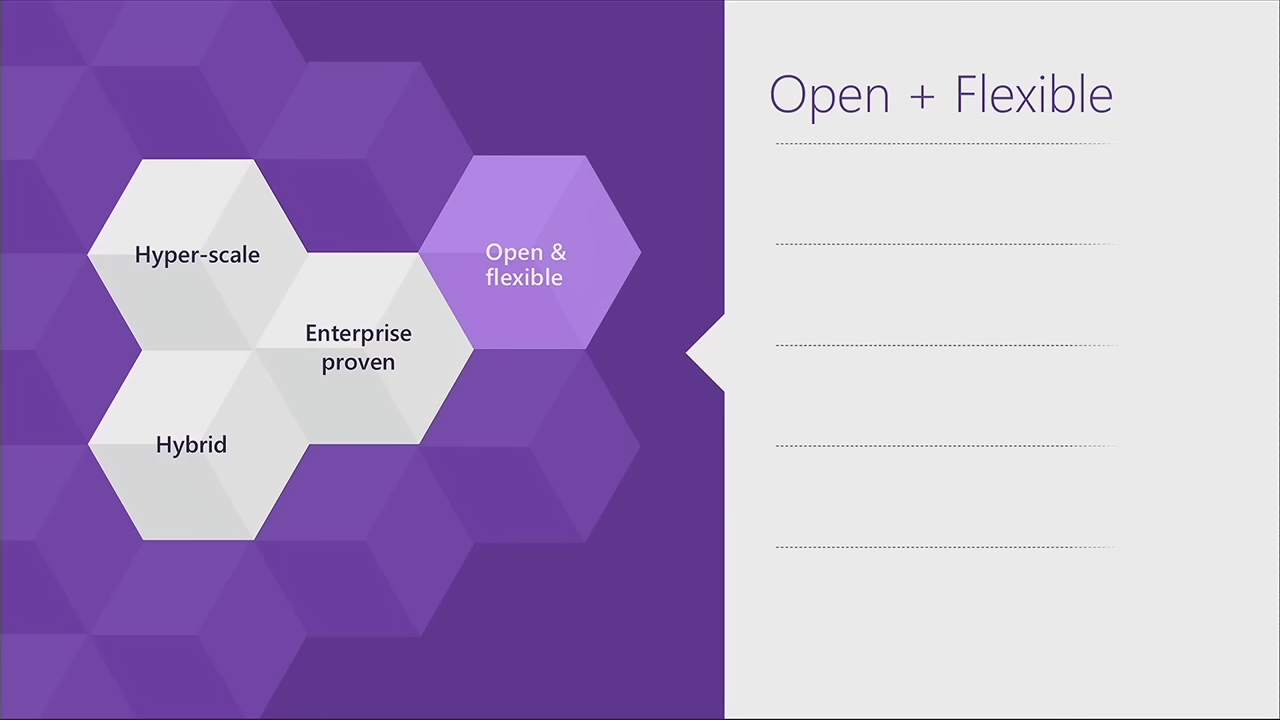 Open + Flexible
Hyper-scale
Open &
flexible
Enterprise
proven
Hybrid